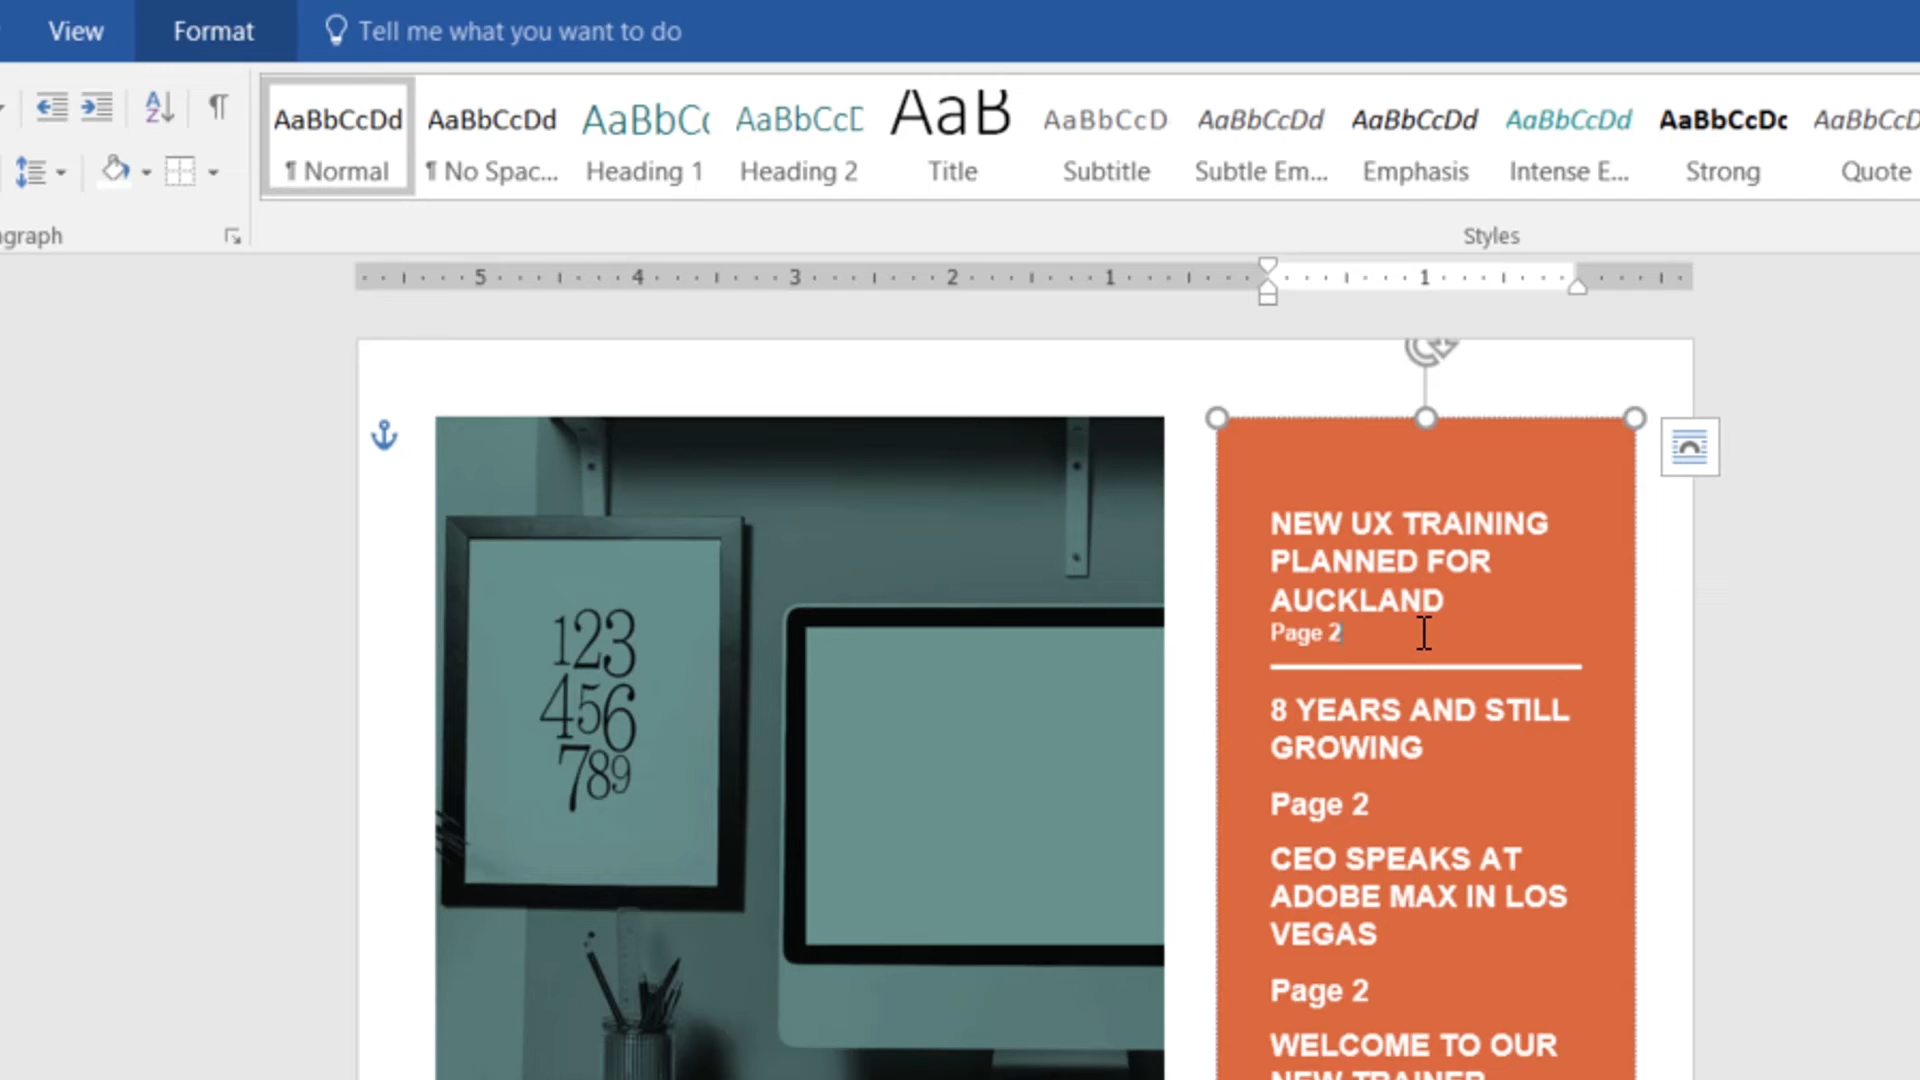 View Format Tell me what you want to do
AaBbCcDd AaBbCcDd AaBbCc AaBbCcD AaB AaBbCcD AaBbCcDd AaBbCcDd AaBbCcDd AaBbCcDc AaBbCcD
¶ Normal ¶ No Spac... Heading 1 Heading 2 Title Subtitle Subtle Em... Emphasis Intense E... Strong Quote
graph Styles
5 4 3 2 1 1
NEW UX TRAINING
PLANNED FOR
AUCKLAND
Page 2
8 YEARS AND STILL
GROWING
Page 2
CEO SPEAKS AT
ADOBE MAX IN LOS
VEGAS
Page 2
WELCOME TO OUR
NEW TRAINER
123
456
789